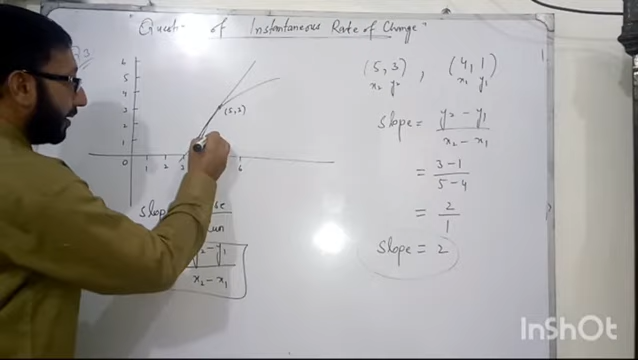 "Question of Instantaneous Rate of Change"
Q3
6
5
4
3
2
1
0 1 2 3 6
(5,3)
(5,3) , (4,1)
x₂ y₂ x₁ y₁
slope = y₂ - y₁
x₂ - x₁
= 3-1
5-4
= 2
1
slope = 2
x₂ - x₁
InShOt